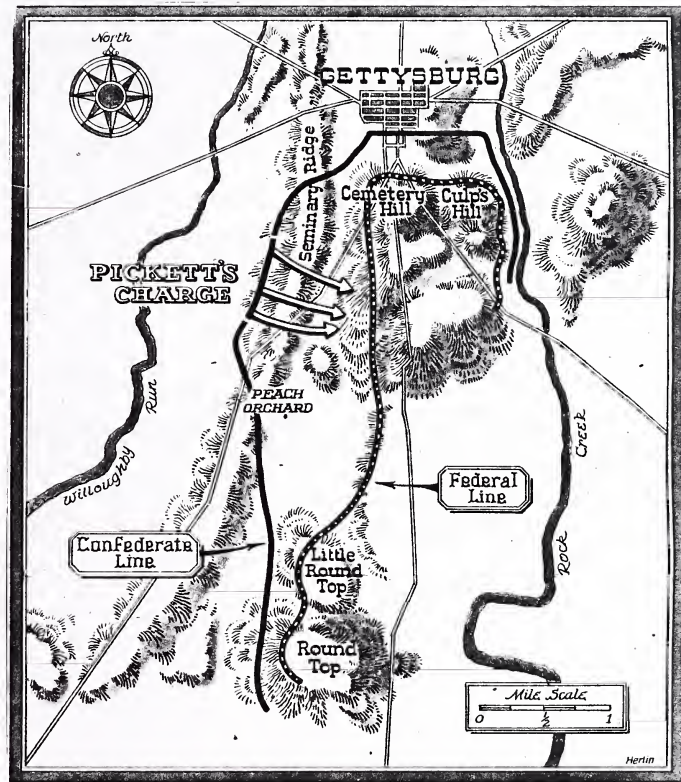 North
GETTYSBURG
Seminary Ridge
Cemetery
Hill
Culp's
Hill
PICKETT'S
CHARGE
PEACH
ORCHARD
Willoughby Run
Federal
Line
Creek
Rock
Confederate
Line
Little
Round
Top
Round
Top
Mile Scale
0 1/2 1
Herlin